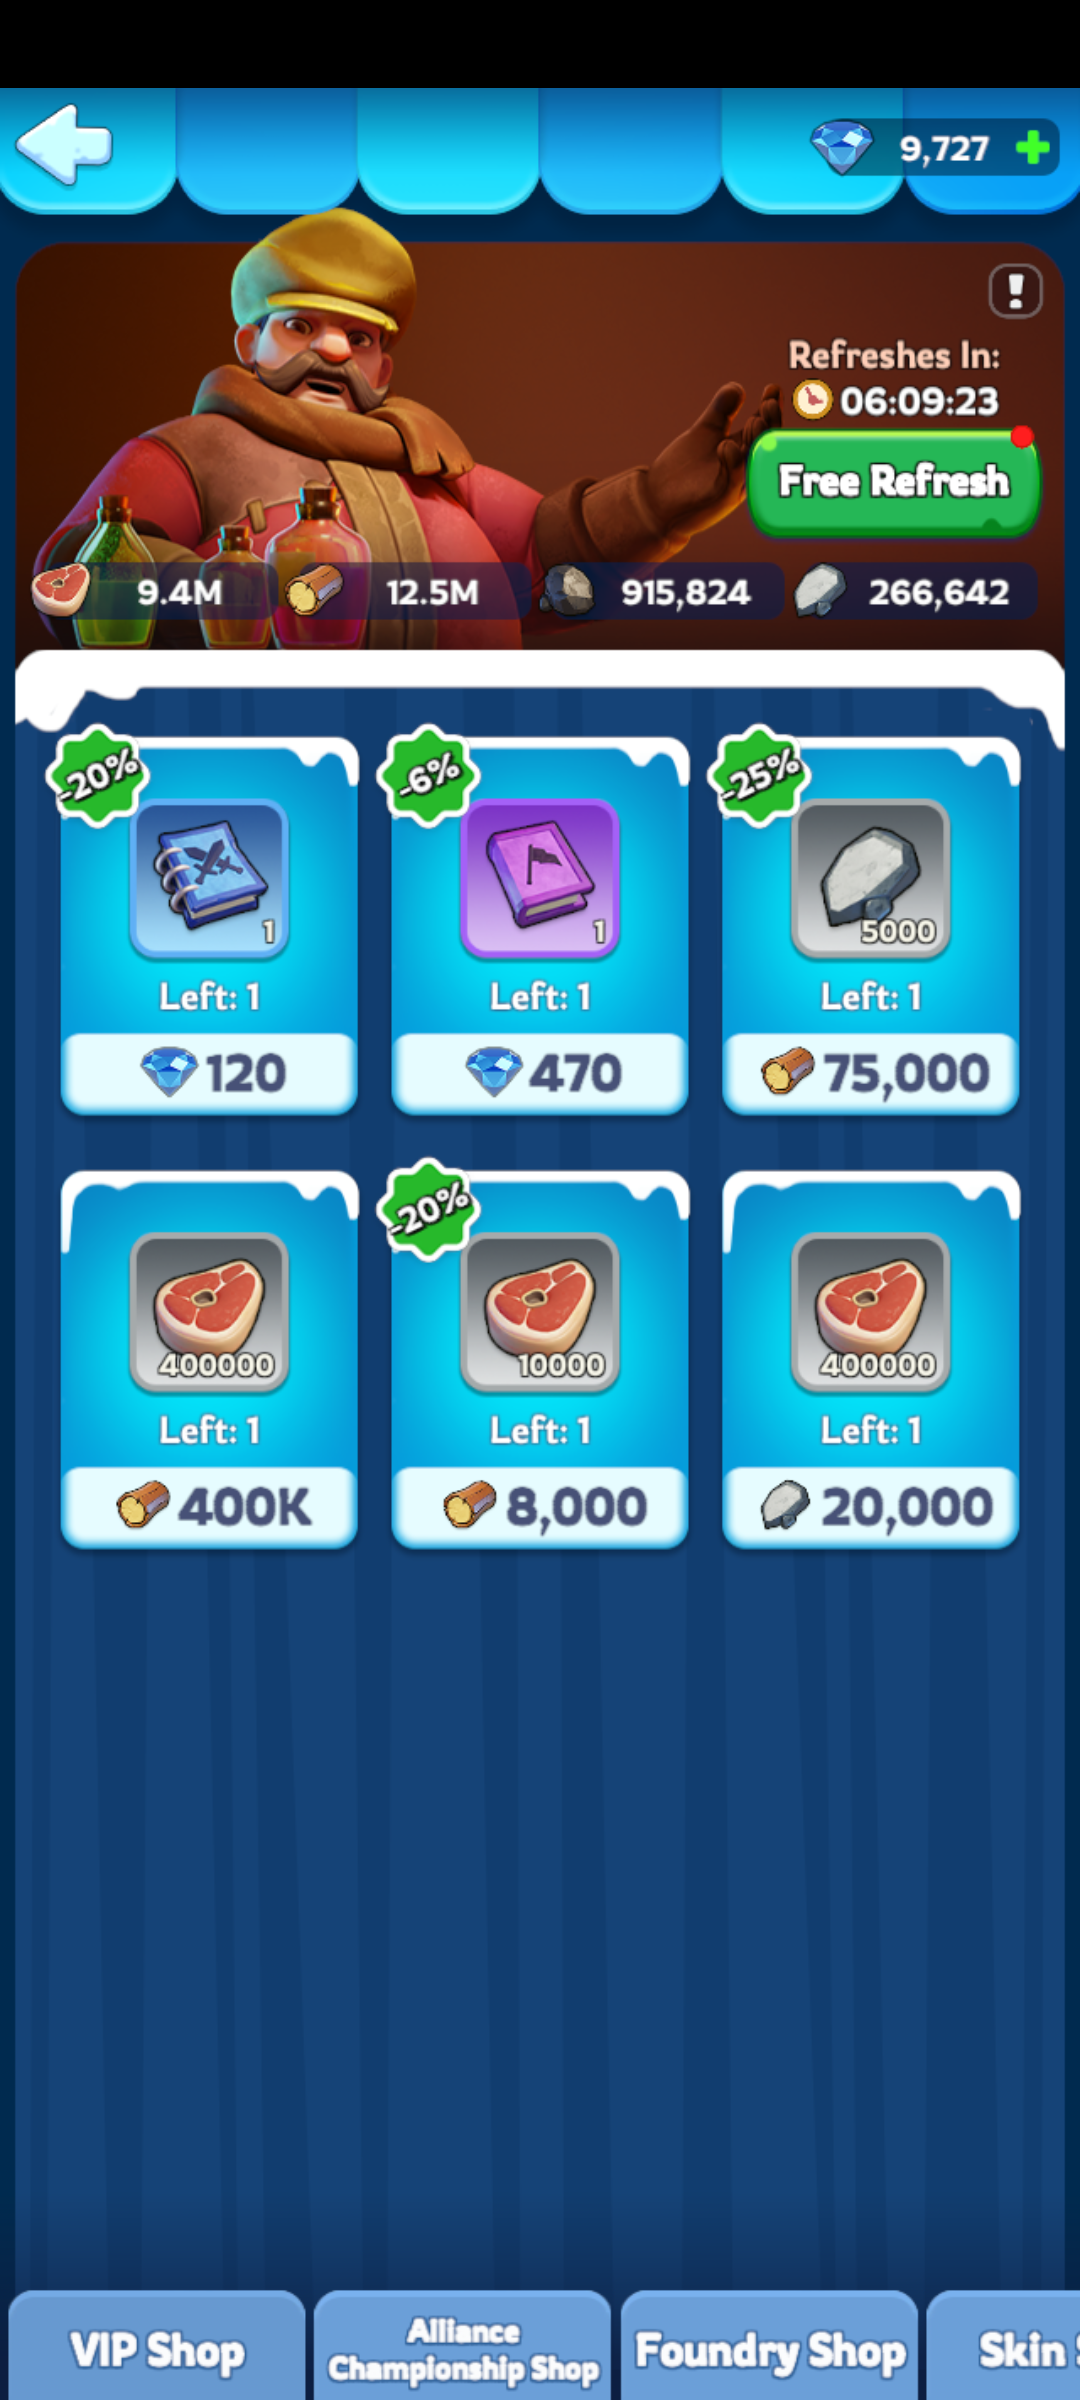 9,727
Refreshes In:
06:09:23
Free Refresh
9.4M 12.5M 915,824 266,642
-20% -6% -25%
1 1 5000
Left: 1 Left: 1 Left: 1
120 470 75,000
-20%
400000 10000 400000
Left: 1 Left: 1 Left: 1
400K 8,000 20,000
VIP Shop
Alliance
Championship Shop
Foundry Shop
Skin